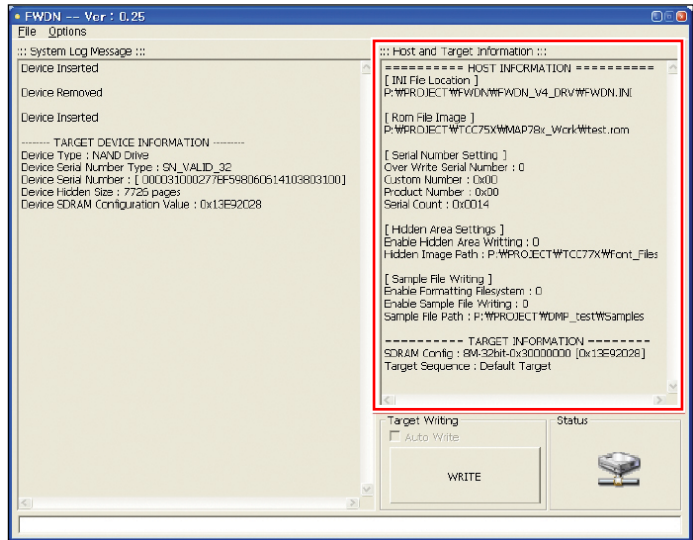 FWDN -- Ver : 0.25
File Options
::: System Log Message :::
Device Inserted
Device Removed
Device Inserted
-------- TARGET DEVICE INFORMATION --------
Device Type : NAND Drive
Device Serial Number Type : SN_VALID_32
Device Serial Number : [ 000031000277BF598060614103803100]
Device Hidden Size : 7726 pages
Device SDRAM Configuration Value : 0x13E92028
::: Host and Target Information :::
========== HOST INFORMATION ==========
[ INI File Location ]
P:₩PROJECT₩FWDN₩FWDN_V4_DRV₩FWDN.INI
[ Rom File Image ]
P:₩PROJECT₩TCC75X₩MAP78x_Work₩test.rom
[ Serial Number Setting ]
Over Write Serial Number : 0
Custom Number : 0x00
Product Number : 0x00
Serial Count : 0x0014
[ Hidden Area Settings ]
Enable Hidden Area Writting : 0
Hidden Image Path : P:₩PROJECT₩TCC77X₩Font_Files
[ Sample File Writing ]
Enable Formatting Filesystem : 0
Enable Sample File Writing : 0
Sample File Path : P:₩PROJECT₩DMP_test₩Samples
========== TARGET INFORMATION ========
SDRAM Config : 8M-32bit-0x30000000 [0x13E92028]
Target Sequence : Default Target
Target Writing
Auto Write
WRITE
Status